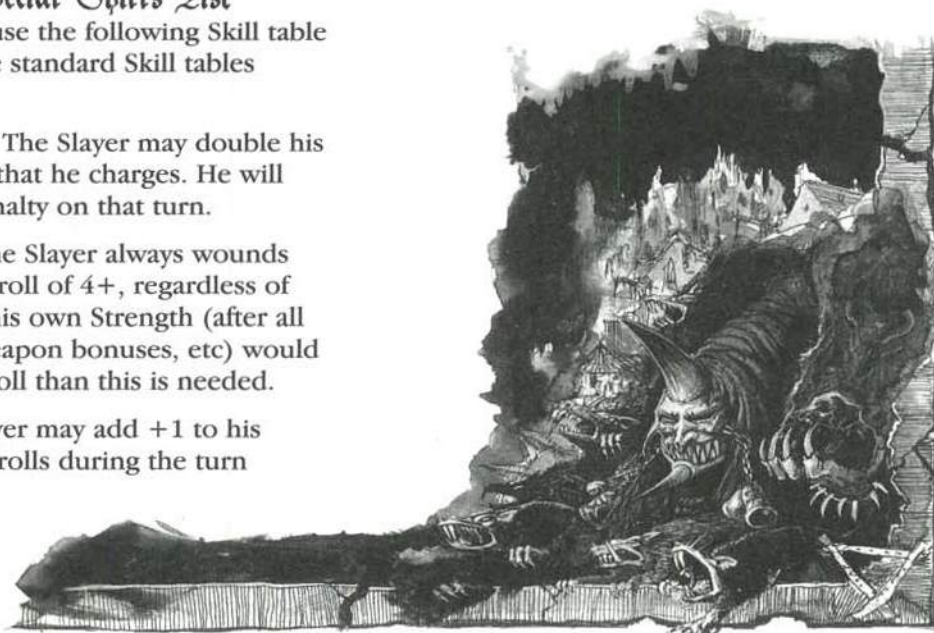 Skills List
use the following Skill table
standard Skill tables
The Slayer may double his
that he charges. He will
nalty on that turn.
e Slayer always wounds
roll of 4+, regardless of
his own Strength (after all
eapon bonuses, etc) would
oll than this is needed.
yer may add +1 to his
rolls during the turn